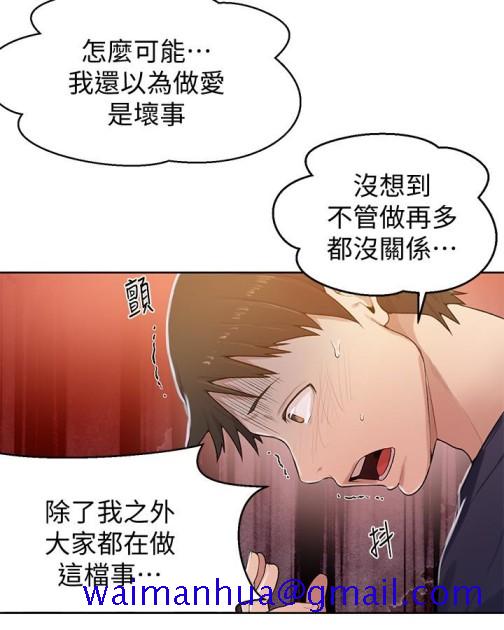 怎麼可能…
我還以為做愛
是壞事
沒想到
不管做再多
都沒關係…
顫
抖
除了我之外
大家都在做
這檔事…
waimanhua@gmail.com